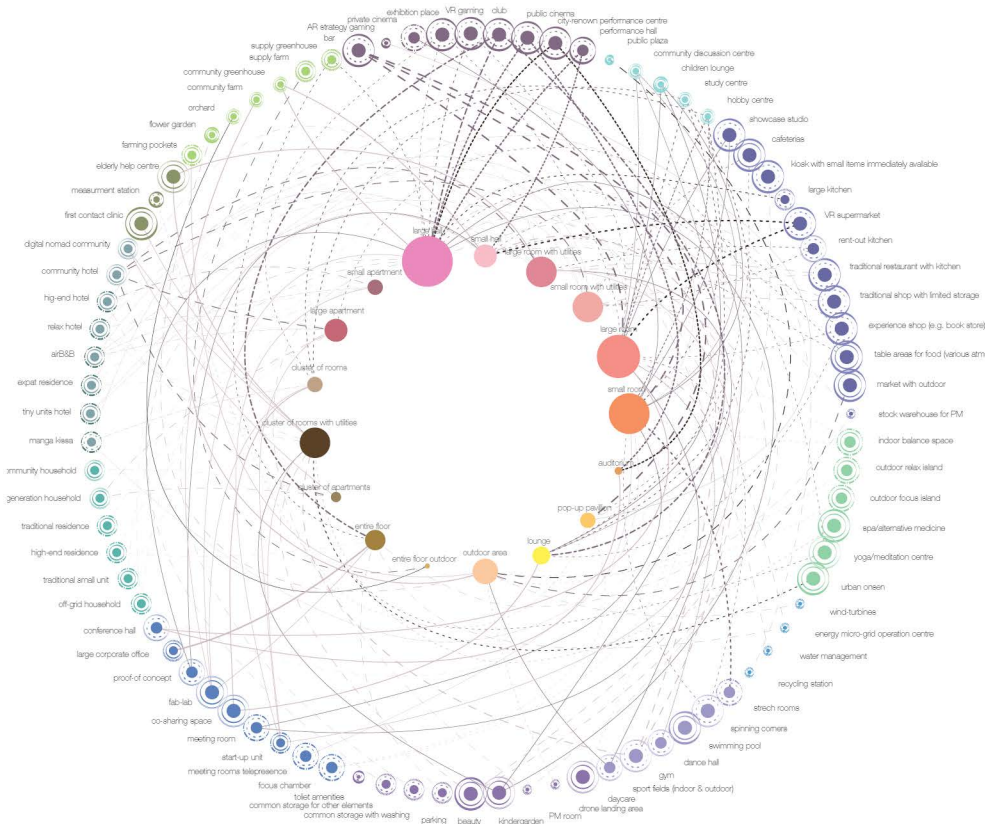 exhibition place
VR gaming
club
public cinema
city-renown performance centre
performance hall
public plaza
community discussion centre
children lounge
study centre
hobby centre
showcase studio
cafeterias
kiosk with small items immediately available
large kitchen
VR supermarket
rent-out kitchen
traditional restaurant with kitchen
traditional shop with limited storage
experience shop (e.g. book store)
table areas for food (various atm
market with outdoor
stock warehouse for PM
indoor balance space
outdoor relax island
outdoor focus island
spa/alternative medicine
yoga/meditation centre
urban onsen
wind-turbines
energy micro-grid operation centre
water management
recycling station
strech rooms
spinning corners
swimming pool
dance hall
gym
sport fields (indoor & outdoor)
daycare
drone landing area
PM room
kindergarden
beauty
parking
common storage with washing
common storage for other elements
toilet amenities
focus chamber
meeting rooms telepresence
start-up unit
meeting room
co-sharing space
fab-lab
proof-of concept
large corporate office
conference hall
off-grid household
traditional small unit
high-end residence
traditional residence
generation household
ommunity household
manga kissa
tiny units hotel
expat residence
airB&B
relax hotel
hig-end hotel
community hotel
digital nomad community
first contact clinic
measurment station
elderly help centre
farming pockets
flower garden
orchard
community farm
community greenhouse
supply farm
supply greenhouse
bar
AR strategy gaming
private cinema
small hall
large room with utilities
small room with utilities
large room
small room
auditorium
pop-up pavilion
lounge
outdoor area
entire floor outdoor
entire floor
cluster of apartments
cluster of rooms with utilities
cluster of rooms
large apartment
small apartment